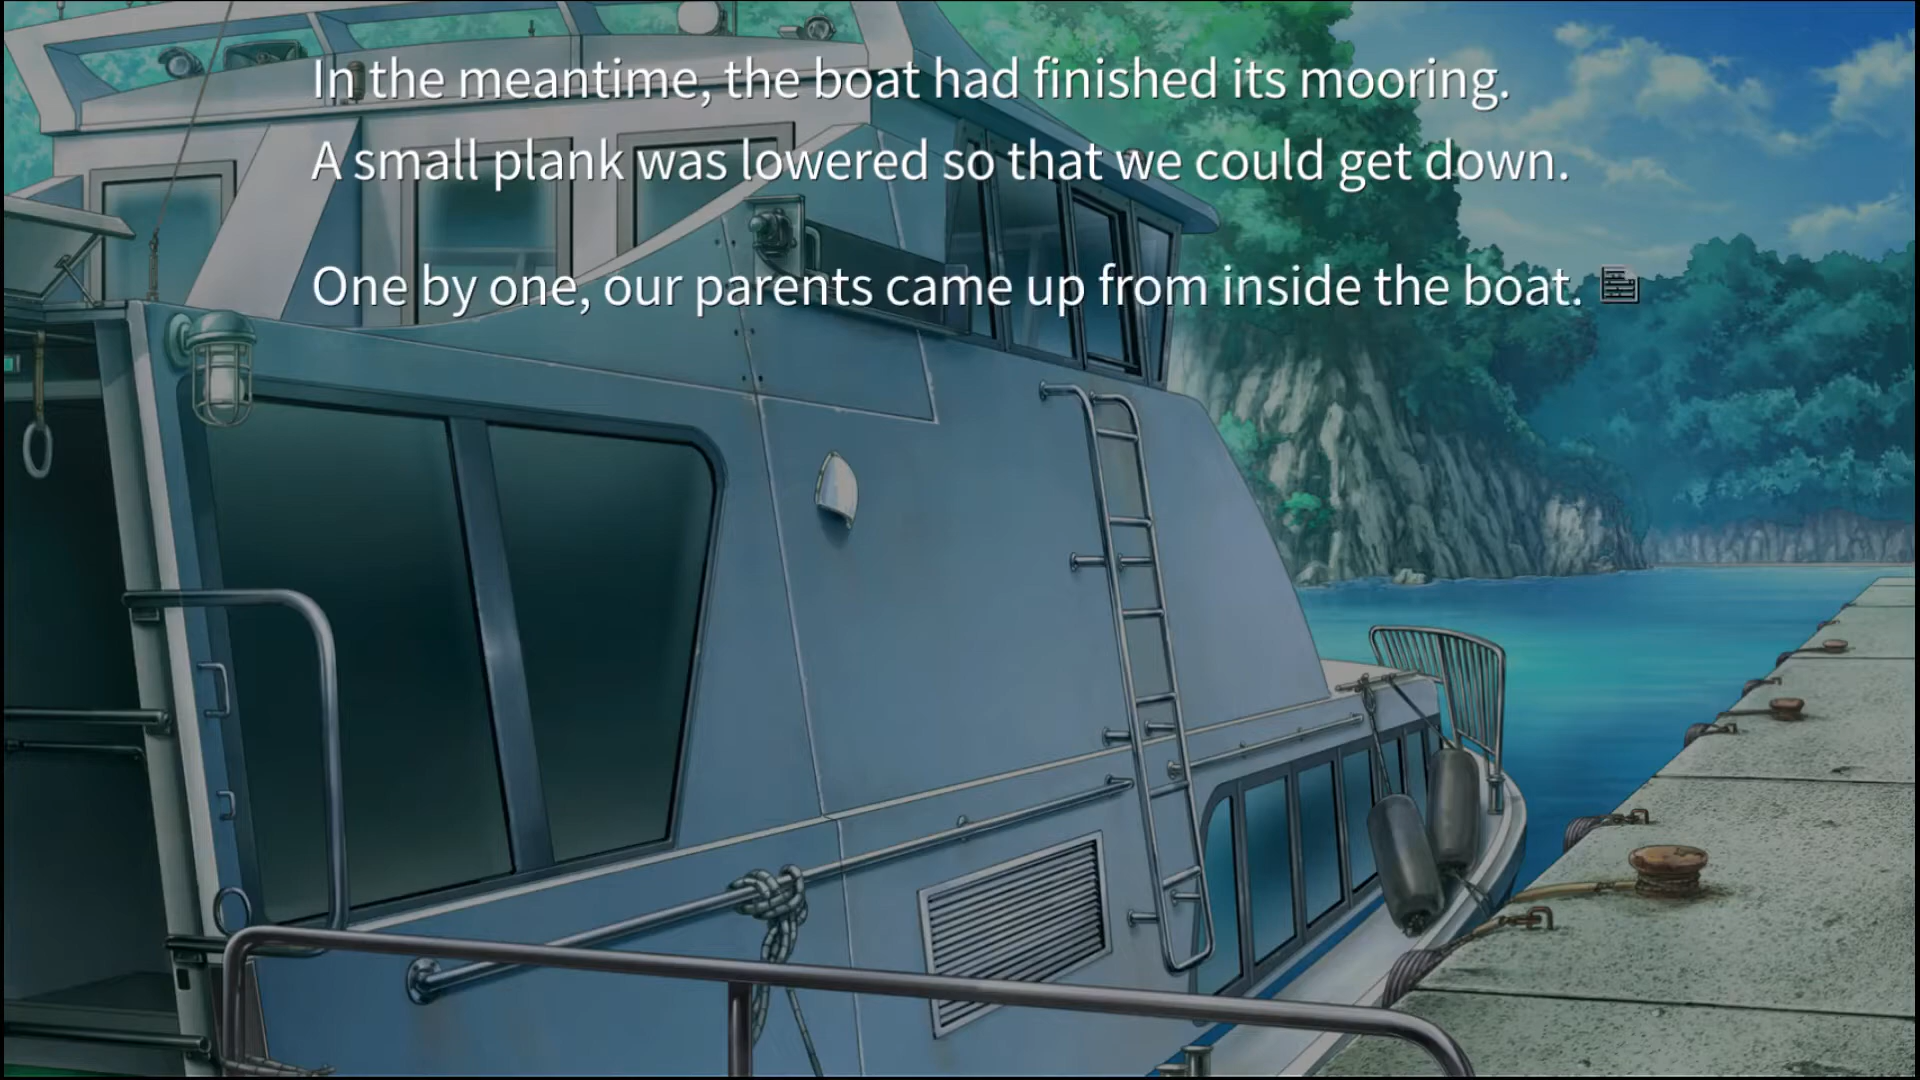 In the meantime, the boat had finished its mooring.
A small plank was lowered so that we could get down.
One by one, our parents came up from inside the boat.